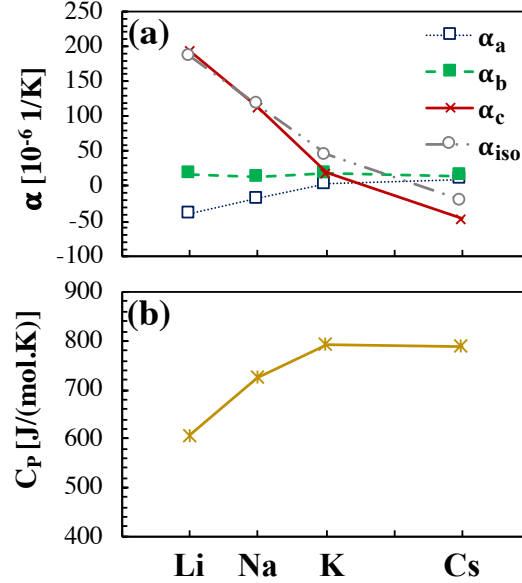 (a)
α [10⁻⁶ 1/K]
250
200
150
100
50
0
-50
-100
αₐ
α_b
α_c
α_iso
(b)
C_P [J/(mol.K)]
900
800
700
600
500
400
Li Na K Cs